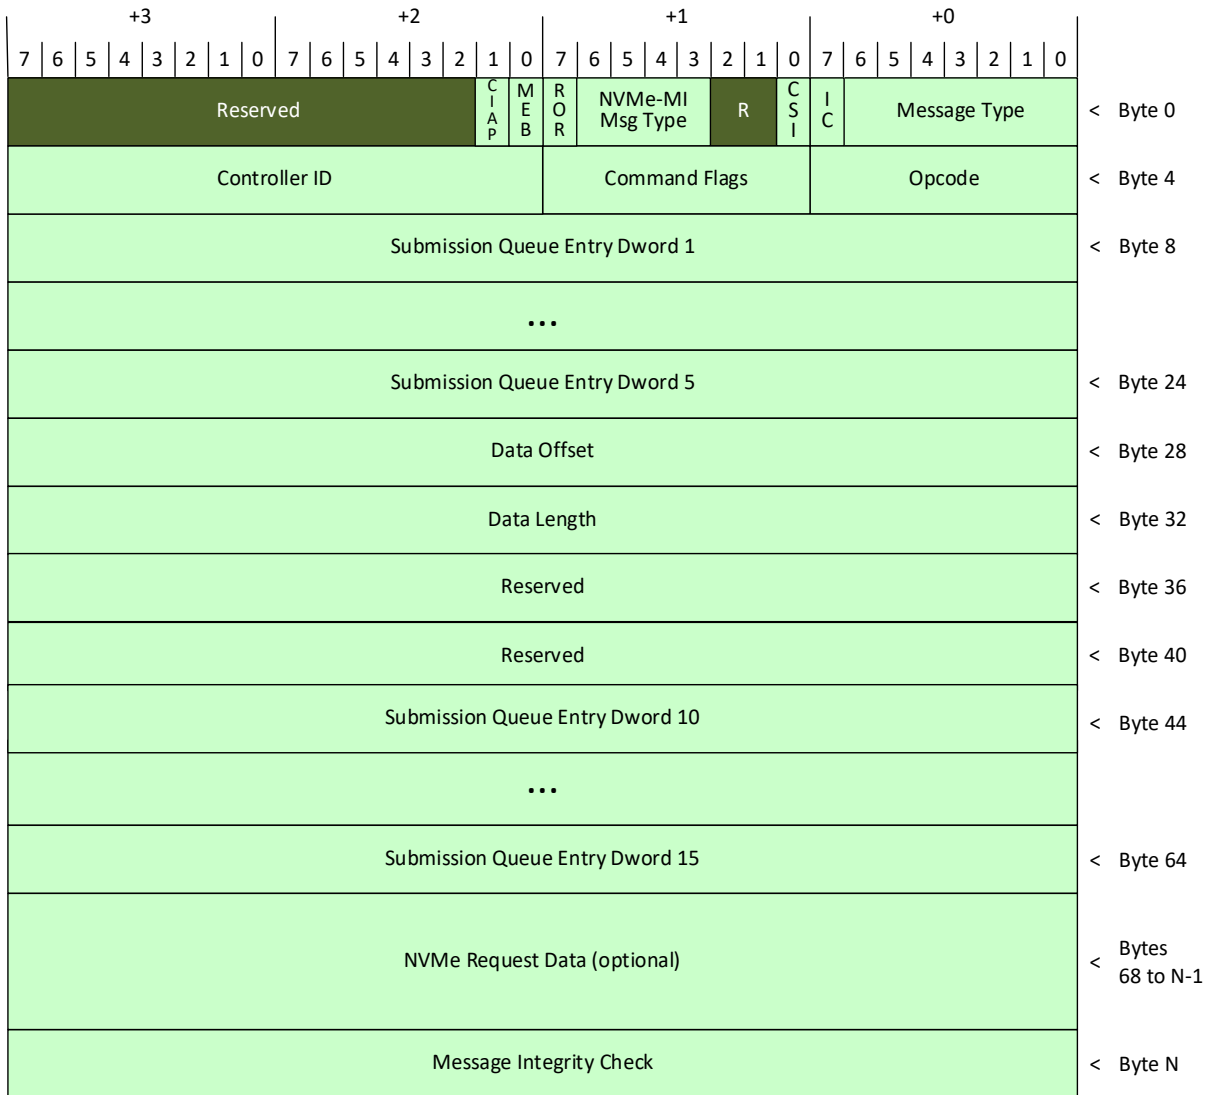 +3 +2 +1 +0
7 6 5 4 3 2 1 0 7 6 5 4 3 2 1 0 7 6 5 4 3 2 1 0 7 6 5 4 3 2 1 0
Reserved CIAP MEB ROR NVMe-MI Msg Type R CSI IC Message Type < Byte 0
Controller ID Command Flags Opcode < Byte 4
Submission Queue Entry Dword 1 < Byte 8
...
Submission Queue Entry Dword 5 < Byte 24
Data Offset < Byte 28
Data Length < Byte 32
Reserved < Byte 36
Reserved < Byte 40
Submission Queue Entry Dword 10 < Byte 44
...
Submission Queue Entry Dword 15 < Byte 64
NVMe Request Data (optional) < Bytes 68 to N-1
Message Integrity Check < Byte N